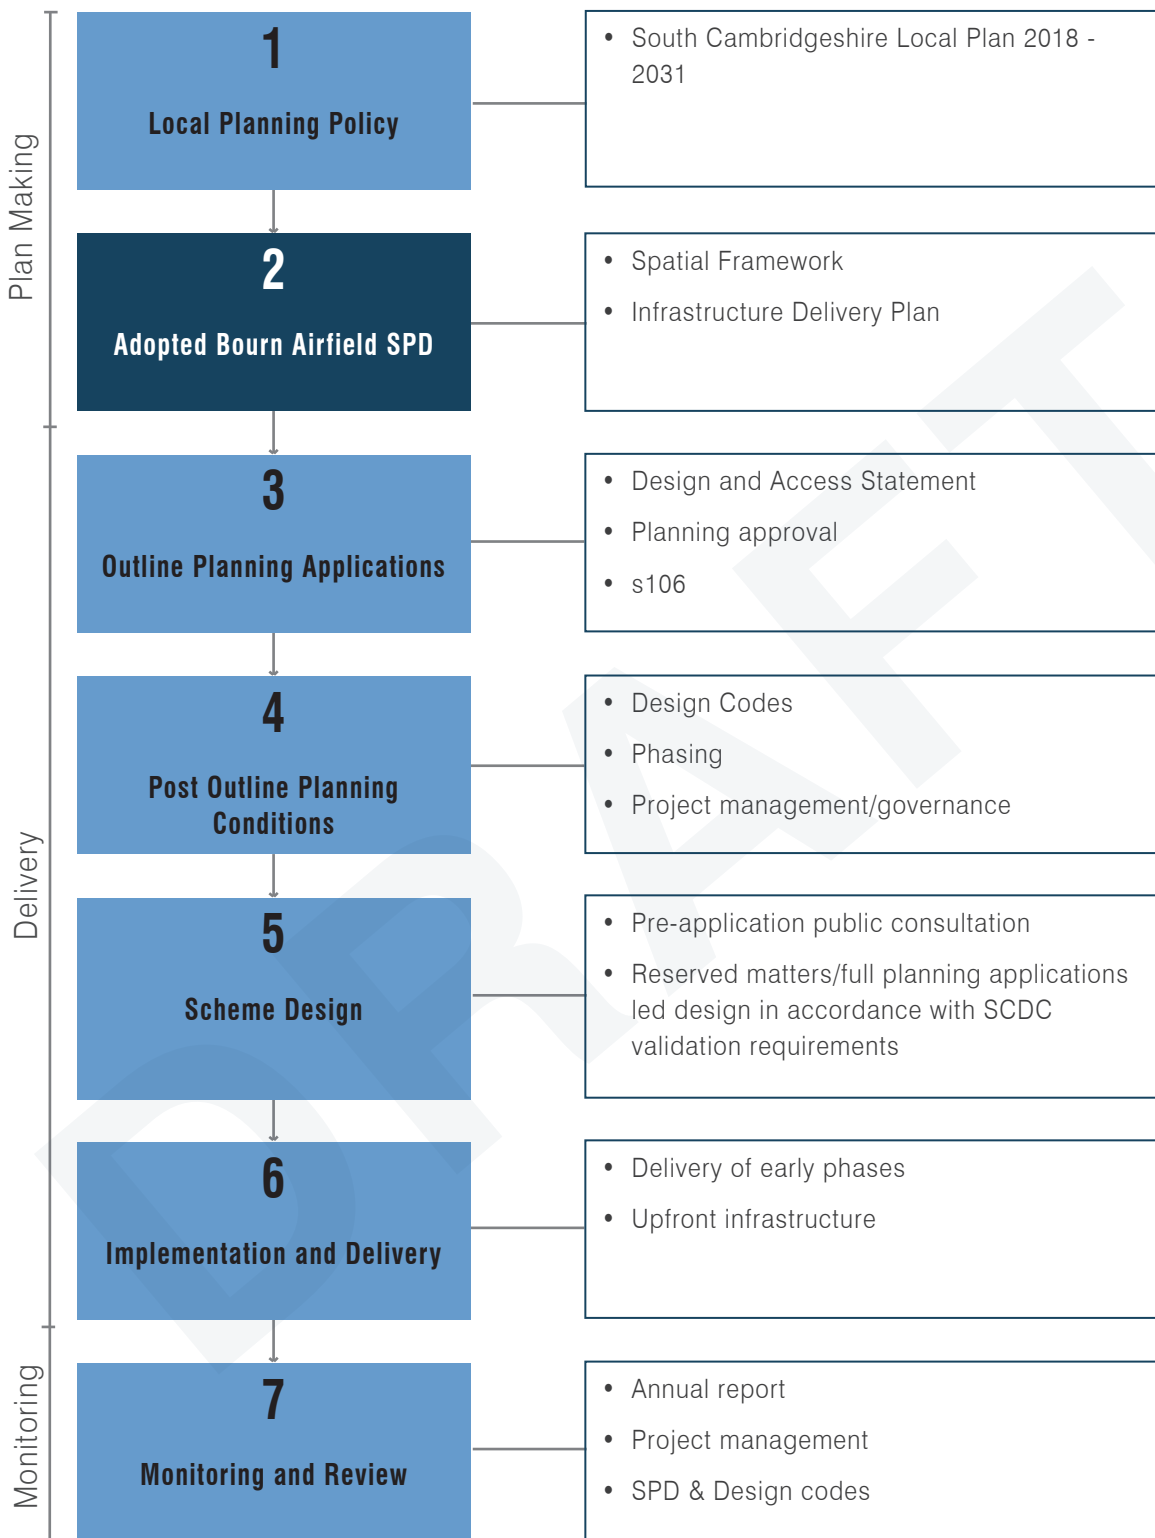 Plan Making
1
Local Planning Policy
• South Cambridgeshire Local Plan 2018 -
2031
2
Adopted Bourn Airfield SPD
• Spatial Framework
• Infrastructure Delivery Plan
Delivery
3
Outline Planning Applications
• Design and Access Statement
• Planning approval
• s106
4
Post Outline Planning
Conditions
• Design Codes
• Phasing
• Project management/governance
5
Scheme Design
• Pre-application public consultation
• Reserved matters/full planning applications
led design in accordance with SCDC
validation requirements
6
Implementation and Delivery
• Delivery of early phases
• Upfront infrastructure
Monitoring
7
Monitoring and Review
• Annual report
• Project management
• SPD & Design codes
DRAFT